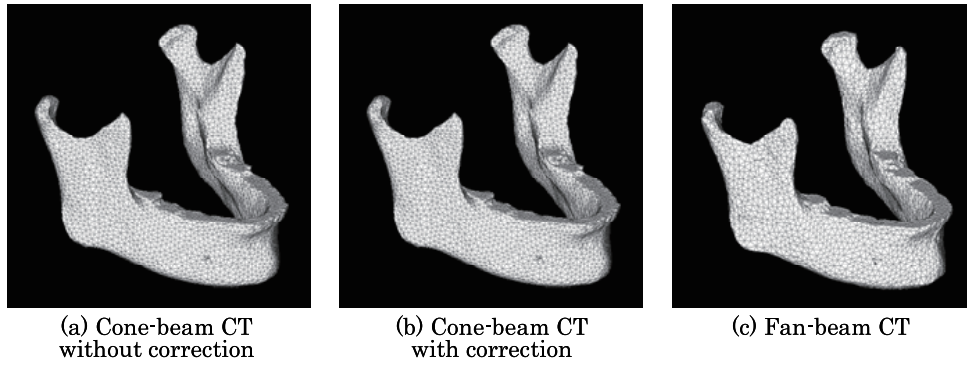 (a) Cone-beam CT
without correction
(b) Cone-beam CT
with correction
(c) Fan-beam CT